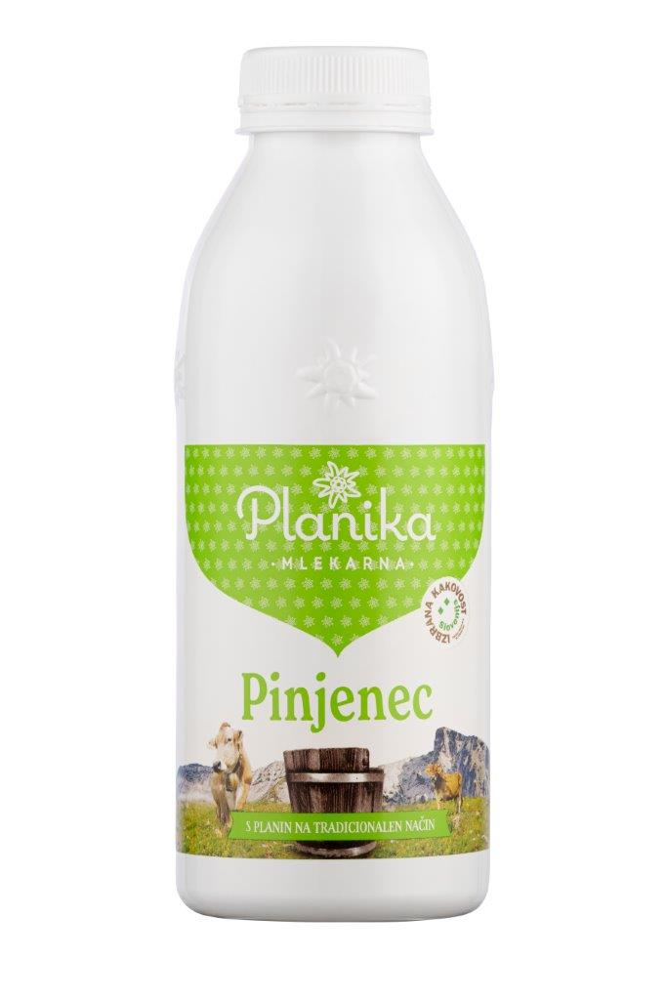 Planika
·MLEKARNA·
IZBRANA KAKOVOST
Slovenija
Pinjenec
S PLANIN NA TRADICIONALEN NAČIN